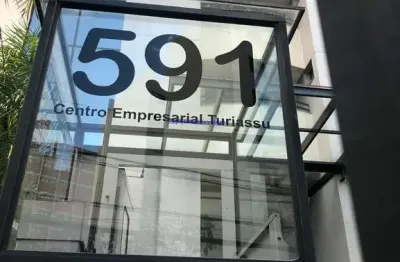 591
Centro Empresarial Turiassu